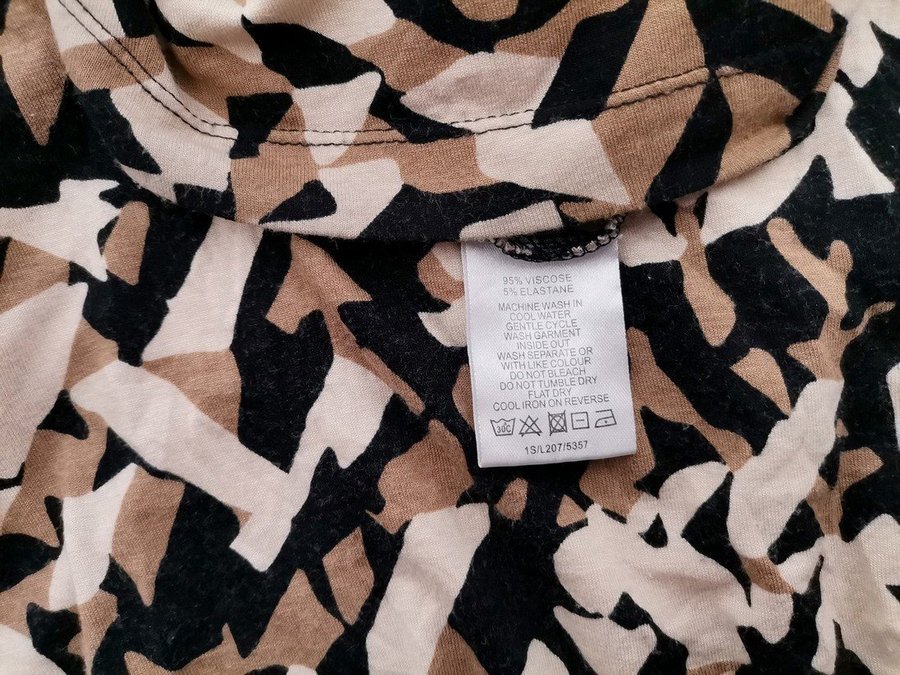 95% VISCOSE
5% ELASTANE
MACHINE WASH IN
COOL WATER
GENTLE CYCLE
WASH GARMENT
INSIDE OUT
WASH SEPARATE OR
WITH LIKE COLOUR
DO NOT BLEACH
DO NOT TUMBLE DRY
FLAT DRY
COOL IRON ON REVERSE
30C
1S/L207/5357